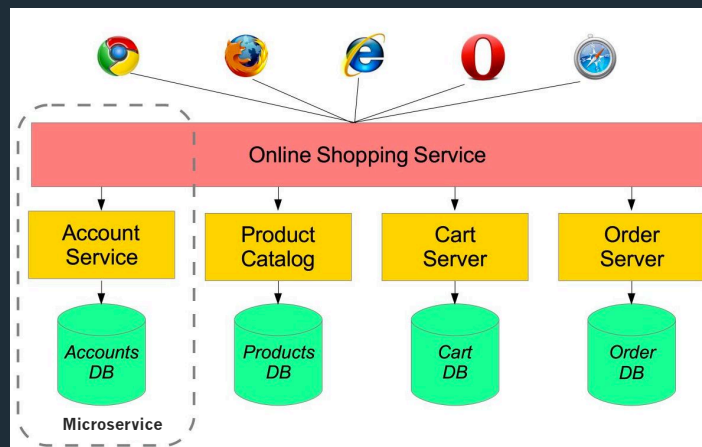 Online Shopping Service
Account
Service
Product
Catalog
Cart
Server
Order
Server
Accounts
DB
Products
DB
Cart
DB
Order
DB
Microservice